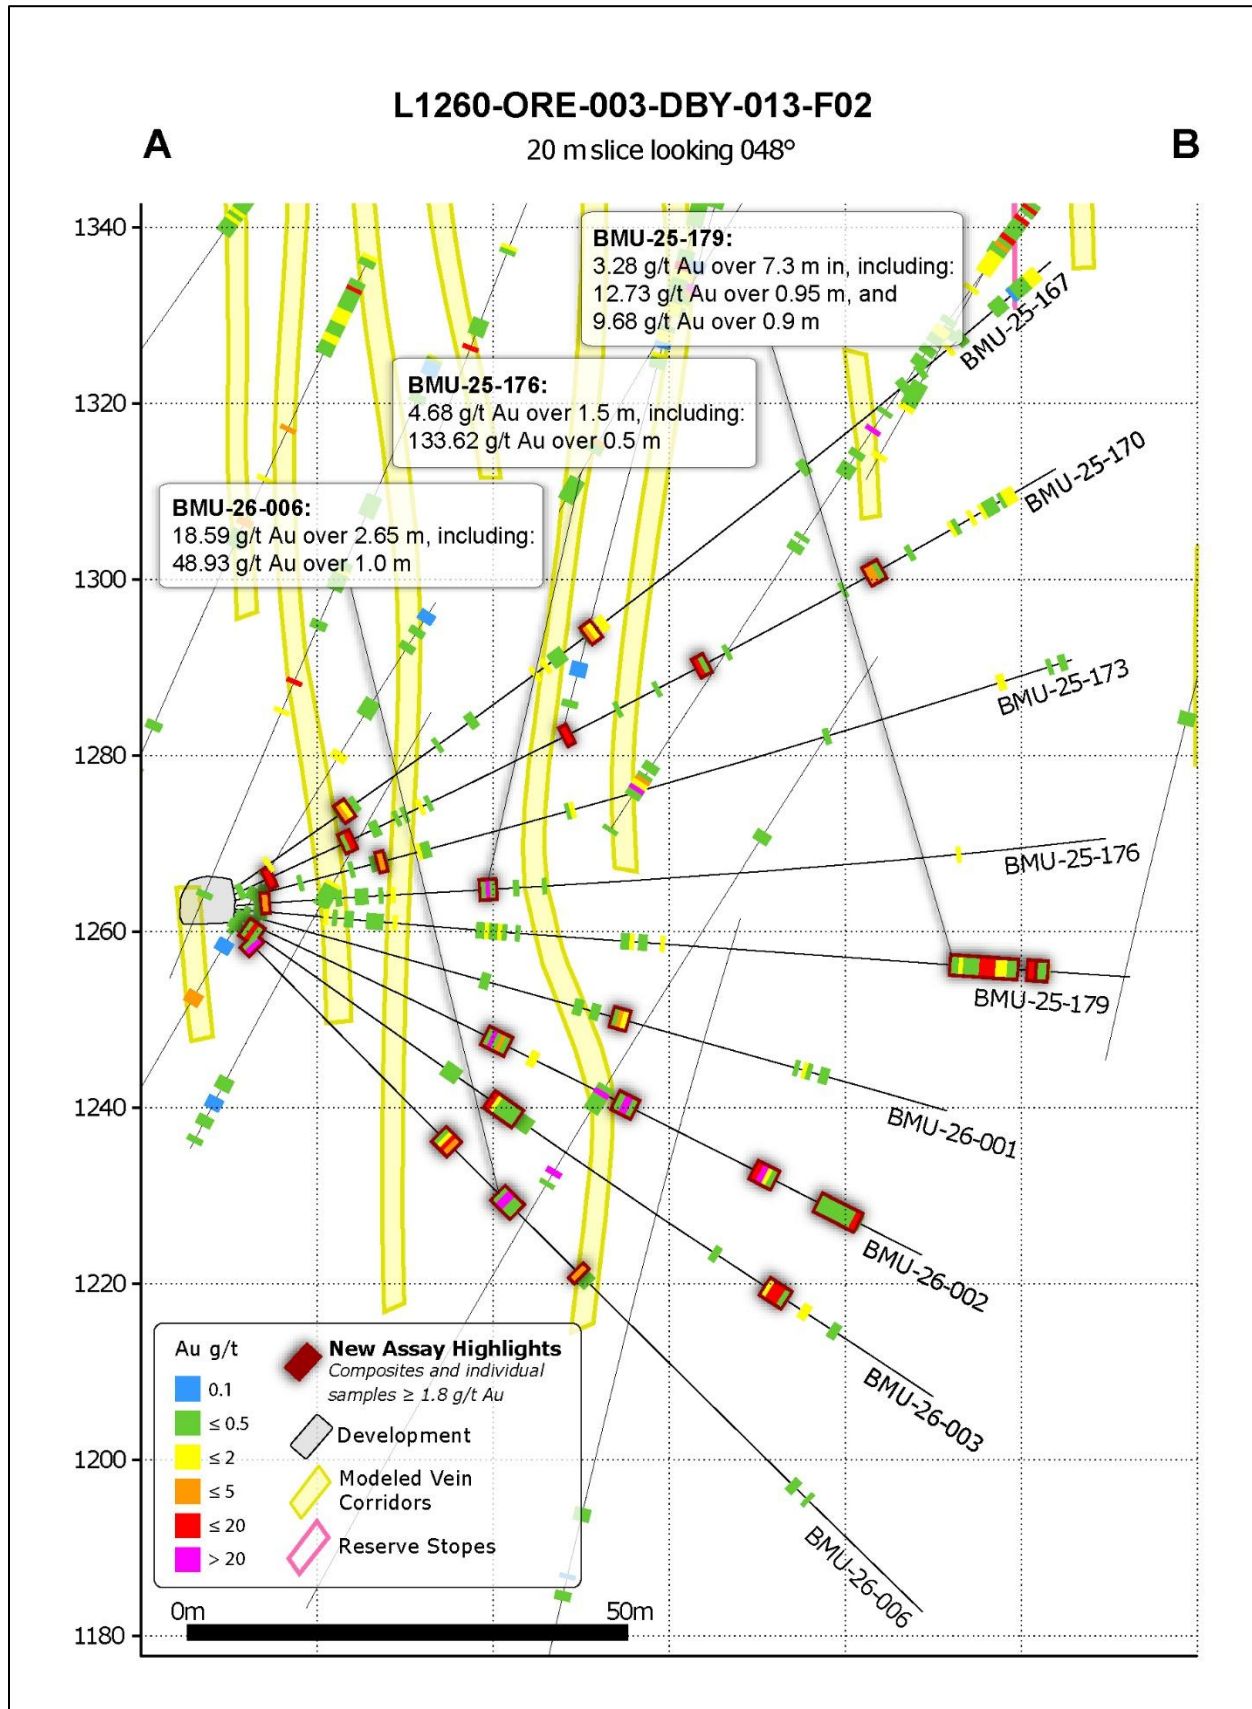 L1260-ORE-003-DBY-013-F02
A
20 m slice looking 048°
B
1340
1320
1300
1280
1260
1240
1220
1200
1180
BMU-25-179:
3.28 g/t Au over 7.3 m in, including:
12.73 g/t Au over 0.95 m, and
9.68 g/t Au over 0.9 m
BMU-25-176:
4.68 g/t Au over 1.5 m, including:
133.62 g/t Au over 0.5 m
BMU-26-006:
18.59 g/t Au over 2.65 m, including:
48.93 g/t Au over 1.0 m
BMU-25-167
BMU-25-170
BMU-25-173
BMU-25-176
BMU-25-179
BMU-26-001
BMU-26-002
BMU-26-003
BMU-26-006
Au g/t
0.1
≤ 0.5
≤ 2
≤ 5
≤ 20
> 20
New Assay Highlights
Composites and individual
samples ≥ 1.8 g/t Au
Development
Modeled Vein
Corridors
Reserve Stopes
0m
50m